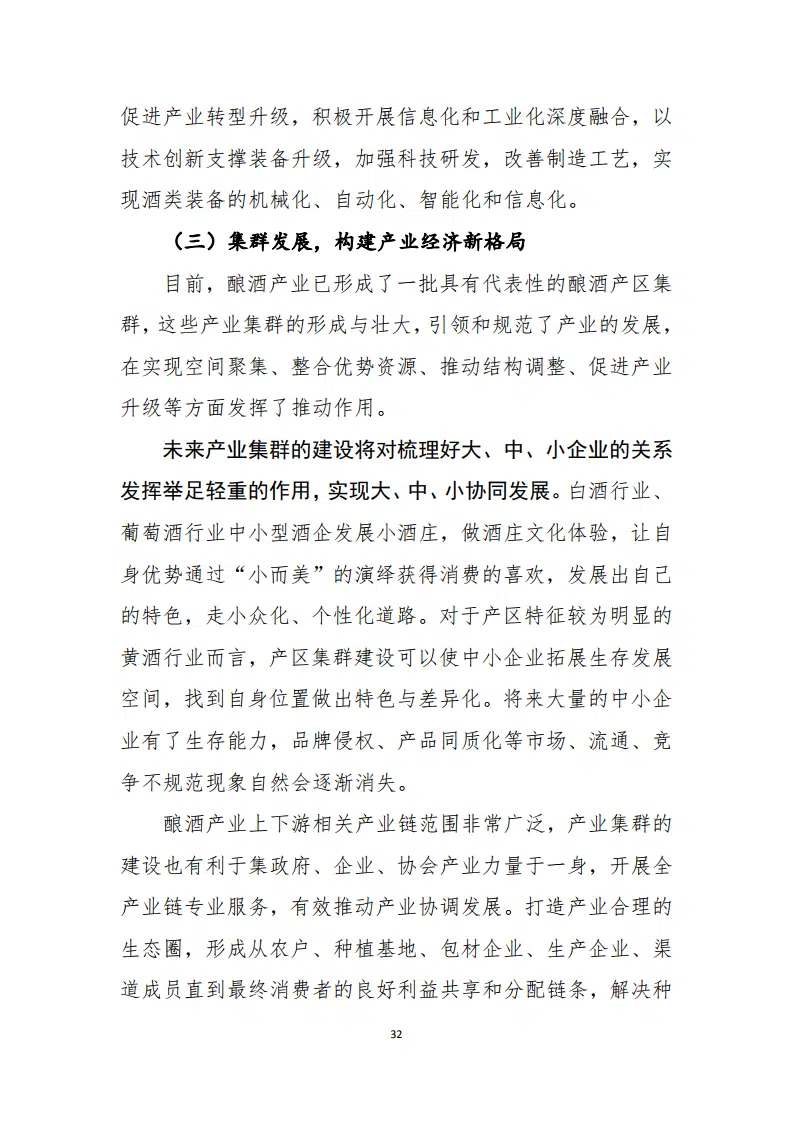 促进产业转型升级，积极开展信息化和工业化深度融合，以
技术创新支撑装备升级，加强科技研发，改善制造工艺，实
现酒类装备的机械化、自动化、智能化和信息化。
（三）集群发展，构建产业经济新格局
目前，酿酒产业已形成了一批具有代表性的酿酒产区集
群，这些产业集群的形成与壮大，引领和规范了产业的发展，
在实现空间聚集、整合优势资源、推动结构调整、促进产业
升级等方面发挥了推动作用。
未来产业集群的建设将对梳理好大、中、小企业的关系
发挥举足轻重的作用，实现大、中、小协同发展。白酒行业、
葡萄酒行业中小型酒企发展小酒庄，做酒庄文化体验，让自
身优势通过“小而美”的演绎获得消费的喜欢，发展出自己
的特色，走小众化、个性化道路。对于产区特征较为明显的
黄酒行业而言，产区集群建设可以使中小企业拓展生存发展
空间，找到自身位置做出特色与差异化。将来大量的中小企
业有了生存能力，品牌侵权、产品同质化等市场、流通、竞
争不规范现象自然会逐渐消失。
酿酒产业上下游相关产业链范围非常广泛，产业集群的
建设也有利于集政府、企业、协会产业力量于一身，开展全
产业链专业服务，有效推动产业协调发展。打造产业合理的
生态圈，形成从农户、种植基地、包材企业、生产企业、渠
道成员直到最终消费者的良好利益共享和分配链条，解决种
32